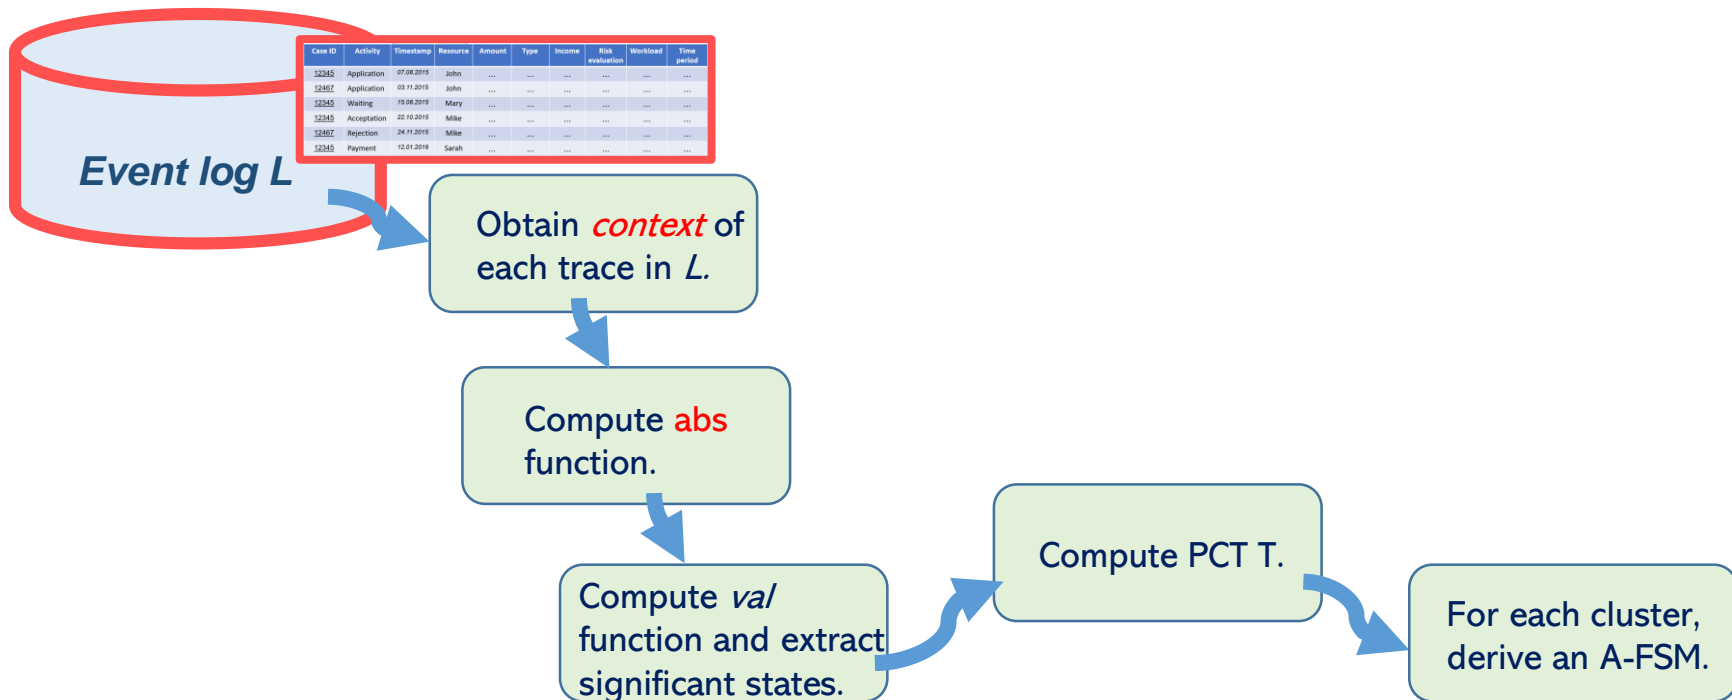 Case ID Activity Timestamp Resource Amount Type Income Risk evaluation Workload Time period
12345 Application 07.08.2015 John ... ... ... ... ... ...
12467 Application 03.11.2015 John ... ... ... ... ... ...
12345 Waiting 15.08.2015 Mary ... ... ... ... ... ...
12345 Acceptation 22.10.2015 Mike ... ... ... ... ... ...
12467 Rejection 24.11.2015 Mike ... ... ... ... ... ...
12345 Payment 12.01.2016 Sarah ... ... ... ... ... ...
Event log L
Obtain context of
each trace in L.
Compute abs
function.
Compute val
function and extract
significant states.
Compute PCT T.
For each cluster,
derive an A-FSM.